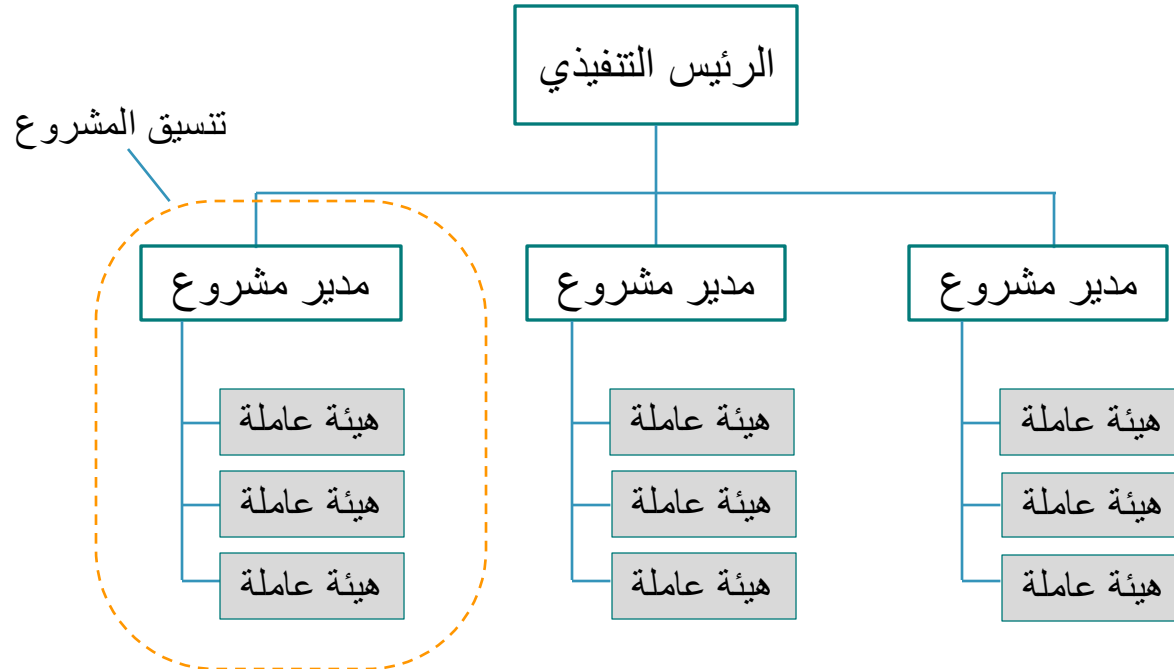 الرئيس التنفيذي
تنسيق المشروع
مدير مشروع
مدير مشروع
مدير مشروع
هيئة عاملة
هيئة عاملة
هيئة عاملة
هيئة عاملة
هيئة عاملة
هيئة عاملة
هيئة عاملة
هيئة عاملة
هيئة عاملة